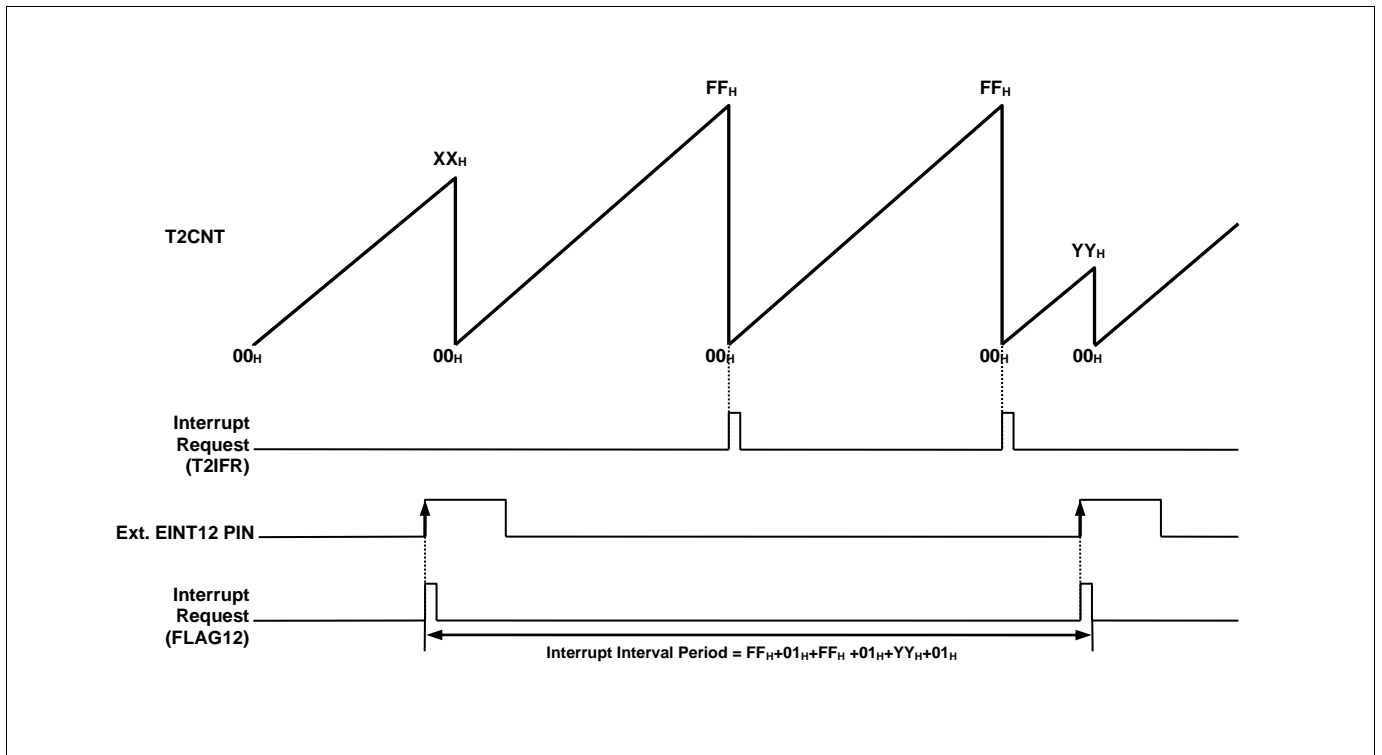 FFH FFH
XXH
T2CNT
YYH
00H 00H 00H 00H 00H
Interrupt
Request
(T2IFR)
Ext. EINT12 PIN
Interrupt
Request
(FLAG12)
Interrupt Interval Period = FFH+01H+FFH +01H+YYH+01H